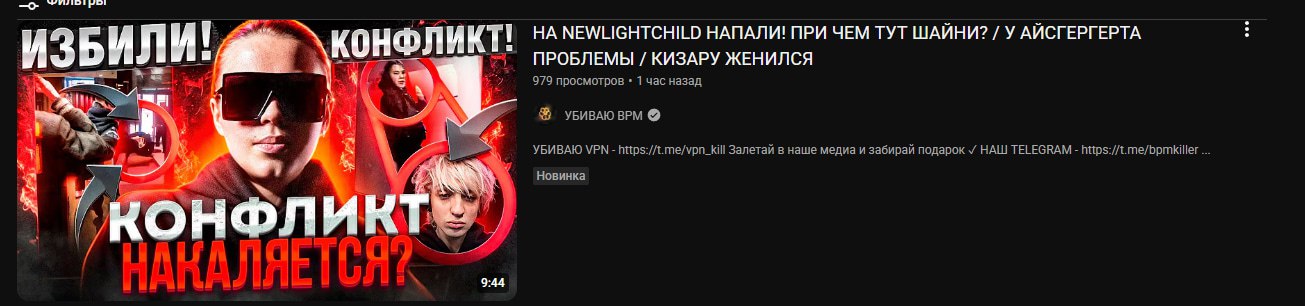 Фильтры
ИЗБИЛИ!
КОНФЛИКТ!
КОНФЛИКТ
НАКАЛЯЕТСЯ?
9:44
НА NEWLIGHTCHILD НАПАЛИ! ПРИ ЧЕМ ТУТ ШАЙНИ? / У АЙСГЕРГЕРТА
ПРОБЛЕМЫ / КИЗАРУ ЖЕНИЛСЯ
979 просмотров • 1 час назад
УБИВАЮ BPM
УБИВАЮ VPN - https://t.me/vpn_kill Залетай в наше медиа и забирай подарок ✓ НАШ TELEGRAM - https://t.me/bpmkiller ...
Новинка